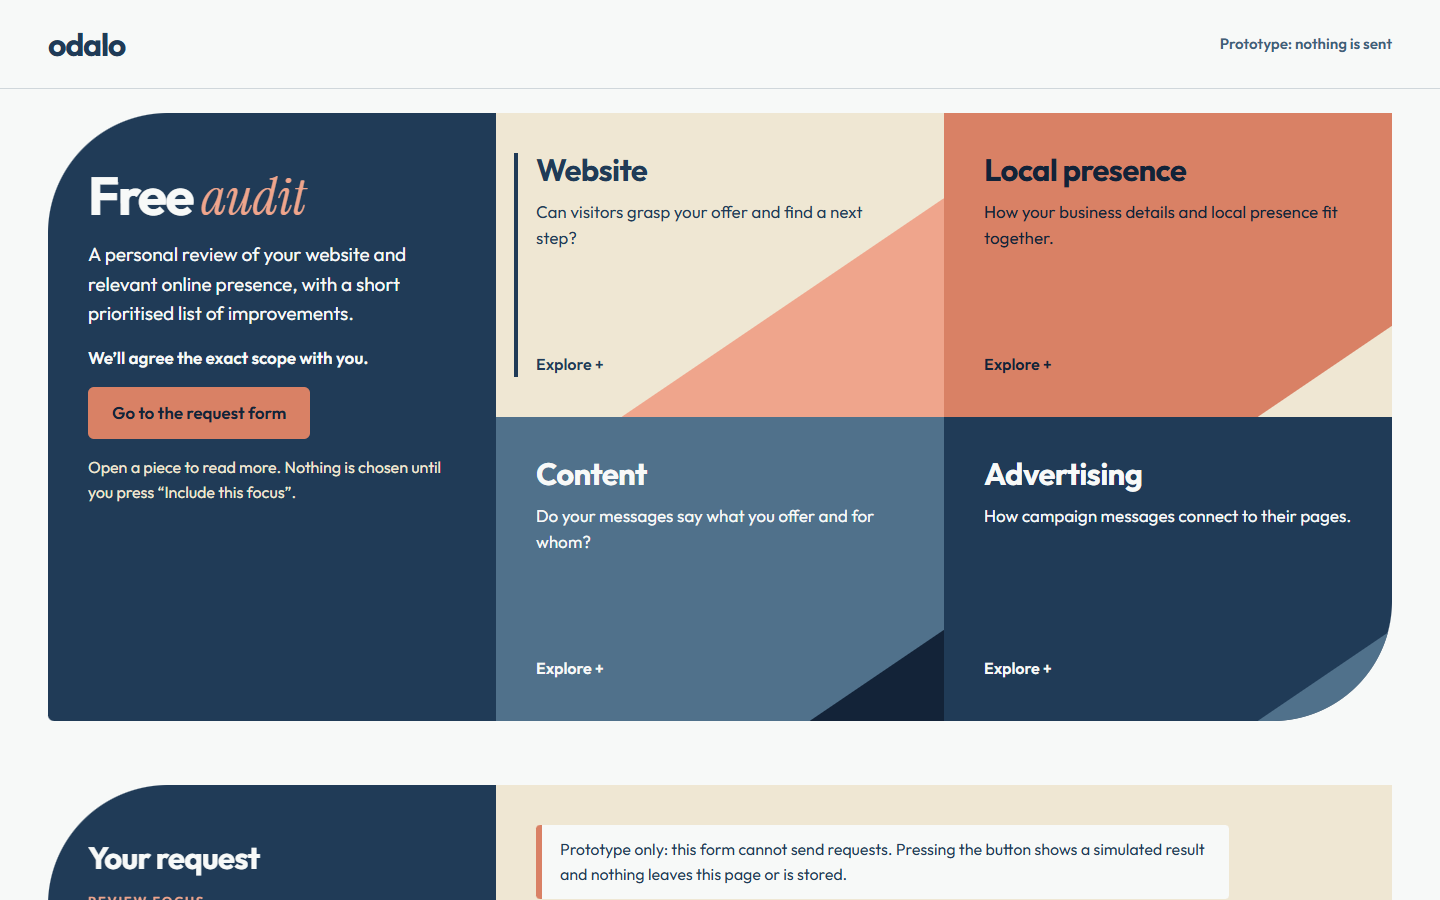 odalo
Prototype: nothing is sent
Free audit
A personal review of your website and
relevant online presence, with a short
prioritised list of improvements.
We’ll agree the exact scope with you.
Go to the request form
Open a piece to read more. Nothing is chosen until
you press “Include this focus”.
Website
Can visitors grasp your offer and find a next
step?
Explore +
Local presence
How your business details and local presence fit
together.
Explore +
Content
Do your messages say what you offer and for
whom?
Explore +
Advertising
How campaign messages connect to their pages.
Explore +
Your request
REVIEW FOCUS
Prototype only: this form cannot send requests. Pressing the button shows a simulated result
and nothing leaves this page or is stored.